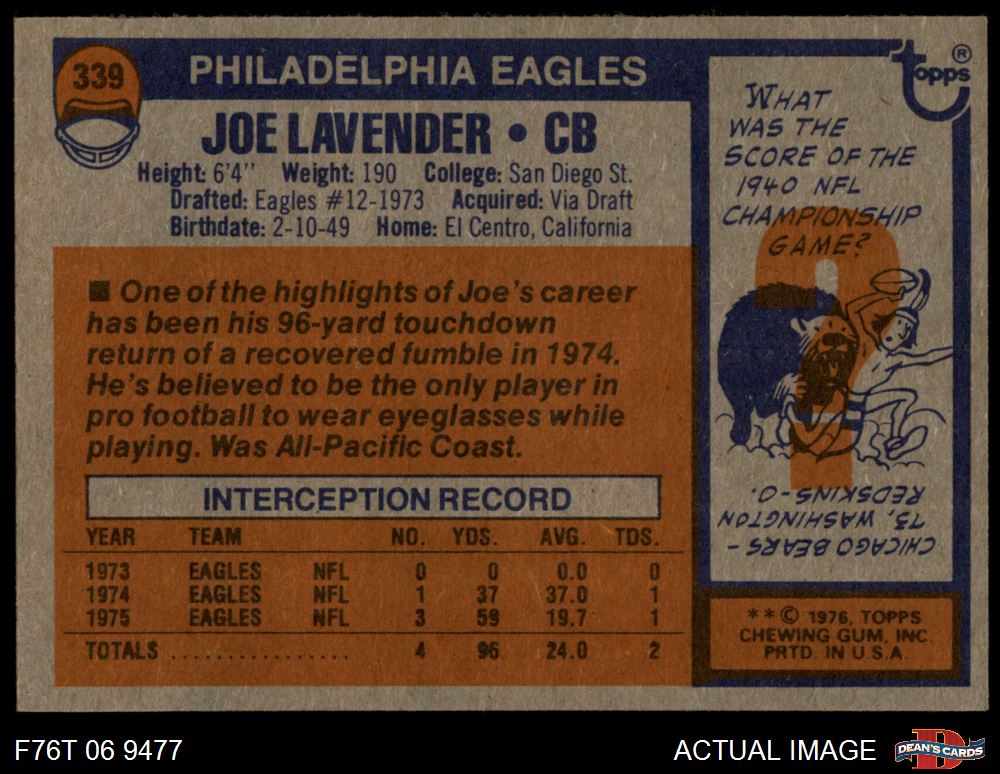 339
PHILADELPHIA EAGLES
JOE LAVENDER • CB
Height: 6'4" Weight: 190 College: San Diego St.
Drafted: Eagles #12-1973 Acquired: Via Draft
Birthdate: 2-10-49 Home: El Centro, California
■ One of the highlights of Joe's career
has been his 96-yard touchdown
return of a recovered fumble in 1974.
He's believed to be the only player in
pro football to wear eyeglasses while
playing. Was All-Pacific Coast.
INTERCEPTION RECORD
YEAR TEAM NO. YDS. AVG. TDS.
1973 EAGLES NFL 0 0 0.0 0
1974 EAGLES NFL 1 37 37.0 1
1975 EAGLES NFL 3 59 19.7 1
TOTALS .................. 4 96 24.0 2
topps ®
WHAT
WAS THE
SCORE OF THE
1940 NFL
CHAMPIONSHIP
GAME?
?
CHICAGO BEARS -
73, WASHINGTON
REDSKINS-0.
**© 1976, TOPPS
CHEWING GUM, INC.
PRTD. IN U.S.A.
F76T 06 9477
ACTUAL IMAGE
D
DEAN'S CARDS